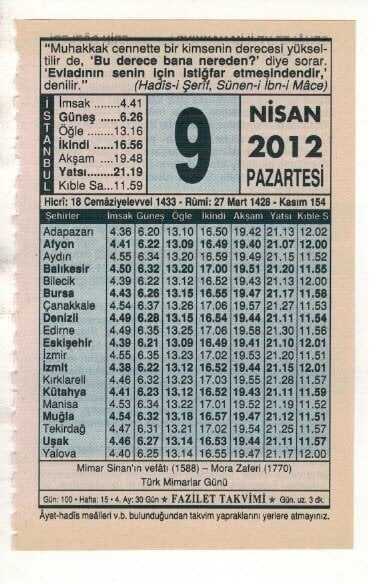 “Muhakkak cennette bir kimsenin derecesi yüksel-
tilir de, ‘Bu derece bana nereden?’ diye sorar.
‘Evladının senin için istiğfar etmesindendir,’
denilir.” (Hadîs-i Şerîf, Sünen-i İbn-i Mâce)
İSTANBUL
İmsak ......4.41
Güneş ......6.26
Öğle ......13.16
İkindi .....16.56
Akşam ....19.48
Yatsı......21.19
Kıble Sa...11.59
9
NİSAN
2012
PAZARTESİ
Hicrî: 18 Cemâziyelevvel 1433 - Rûmî: 27 Mart 1428 - Kasım 154
Şehirler İmsak Güneş Öğle İkindi Akşam Yatsı Kıble S
Adapazarı 4.36 6.20 13.10 16.50 19.42 21.13 12.02
Afyon 4.41 6.22 13.09 16.49 19.40 21.07 12.00
Aydın 4.55 6.34 13.20 16.59 19.49 21.15 11.52
Balıkesir 4.50 6.32 13.20 17.00 19.51 21.20 11.55
Bilecik 4.39 6.22 13.12 16.52 19.43 21.13 12.00
Bursa 4.43 6.26 13.15 16.55 19.47 21.17 11.58
Çanakkale 4.54 6.37 13.26 17.06 19.57 21.27 11.53
Denizli 4.49 6.28 13.15 16.54 19.44 21.11 11.54
Edirne 4.49 6.35 13.25 17.06 19.58 21.30 11.56
Eskişehir 4.39 6.21 13.09 16.49 19.41 21.10 12.01
İzmir 4.55 6.35 13.23 17.02 19.53 21.20 11.51
İzmit 4.38 6.22 13.12 16.52 19.44 21.15 12.01
Kırklareli 4.46 6.32 13.23 17.03 19.55 21.28 11.57
Kütahya 4.41 6.23 13.12 16.52 19.43 21.11 11.59
Manisa 4.53 6.34 13.22 17.01 19.52 21.19 11.52
Muğla 4.54 6.32 13.18 16.57 19.47 21.12 11.51
Tekirdağ 4.47 6.31 13.21 17.02 19.54 21.25 11.57
Uşak 4.46 6.27 13.14 16.53 19.44 21.11 11.57
Yalova 4.40 6.25 13.14 16.55 19.47 21.17 12.00
Mimar Sinan’ın vefâtı (1588) – Mora Zaferi (1770)
Türk Mimarlar Günü
Gün: 100 • Hafta: 15 • 4. Ay: 30 Gün ★ FAZİLET TAKVİMİ ★ Gün. uz. 3 dk.
Âyet-hadîs meâlleri v.b. bulunduğundan takvim yapraklarını yerlere atmayınız.